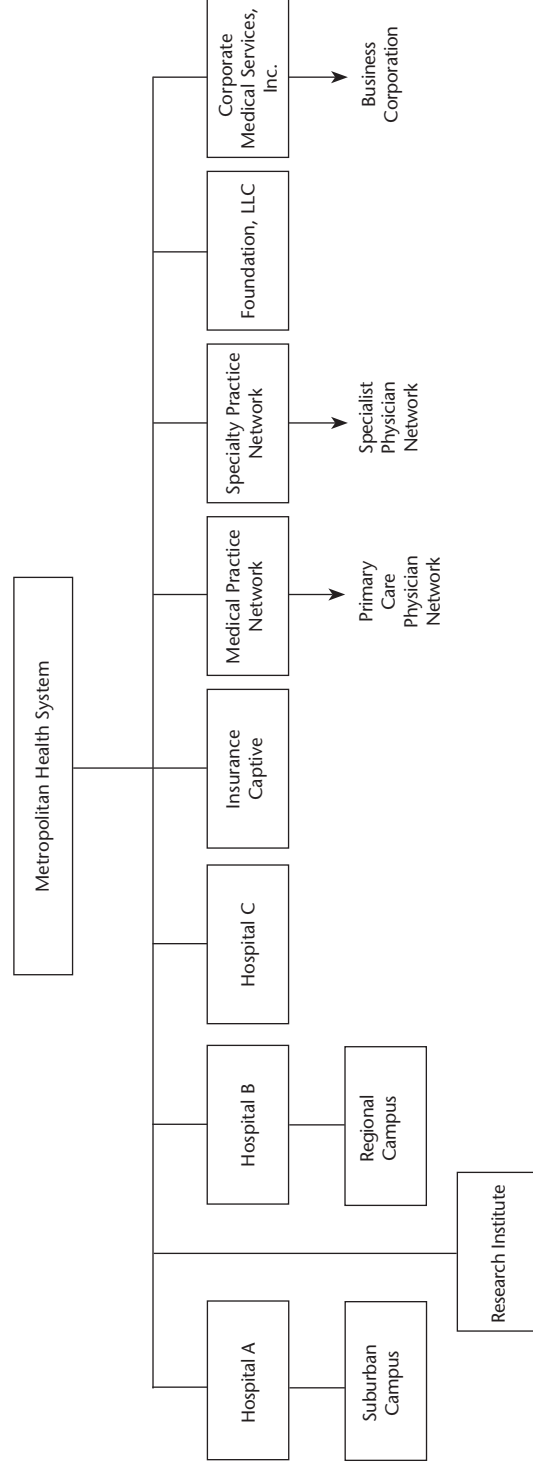 Metropolitan Health System
Hospital A
Hospital B
Hospital C
Insurance
Captive
Medical Practice
Network
Specialty Practice
Network
Foundation, LLC
Corporate
Medical Services,
Inc.
Suburban
Campus
Regional
Campus
Primary
Care
Physician
Network
Specialist
Physician
Network
Business
Corporation
Research Institute